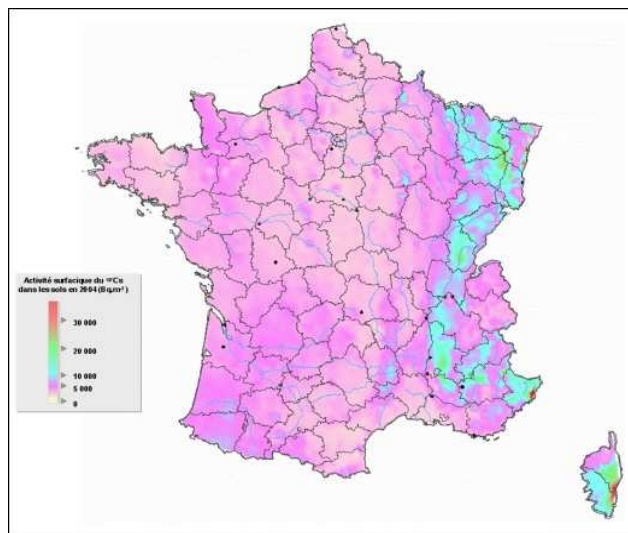 Activité surfacique du ¹³⁷Cs
dans les sols en 2004 (Bq.m²)
30 000
20 000
10 000
5 000
0